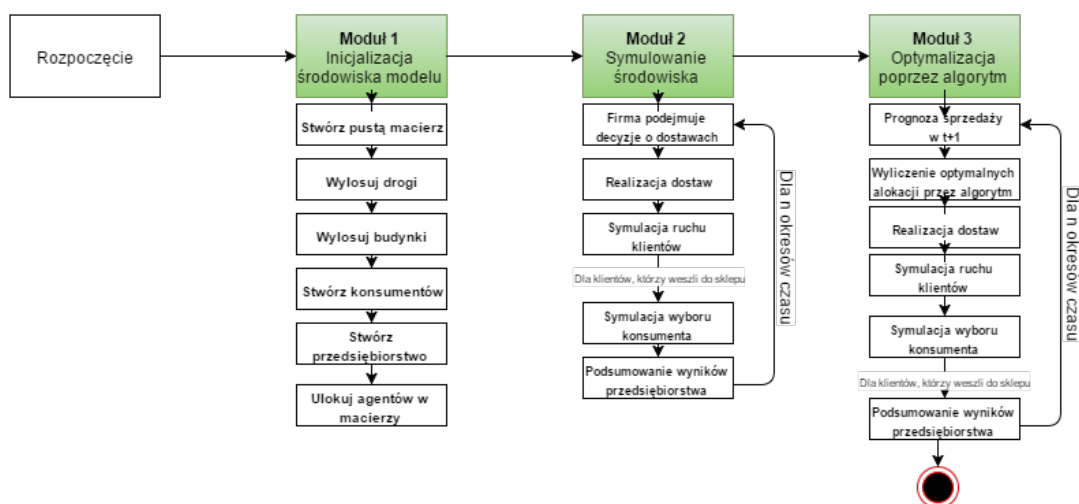 Rozpoczęcie
Moduł 1
Inicjalizacja
środowiska modelu
Stwórz pustą macierz
Wylosuj drogi
Wylosuj budynki
Stwórz konsumentów
Stwórz
przedsiębiorstwo
Ulokuj agentów w
macierzy
Moduł 2
Symulowanie
środowiska
Firma podejmuje
decyzje o dostawach
Realizacja dostaw
Symulacja ruchu
klientów
Dla klientów, którzy weszli do sklepu
Symulacja wyboru
konsumenta
Podsumowanie wyników
przedsiębiorstwa
Dla n okresów czasu
Moduł 3
Optymalizacja
poprzez algorytm
Prognoza sprzedaży
w t+1
Wyliczenie optymalnych
alokacji przez algorytm
Realizacja dostaw
Symulacja ruchu
klientów
Symulacja wyboru
konsumenta
Dla klientów, którzy weszli do sklepu
Podsumowanie wyników
przedsiębiorstwa
Dla n okresów czasu